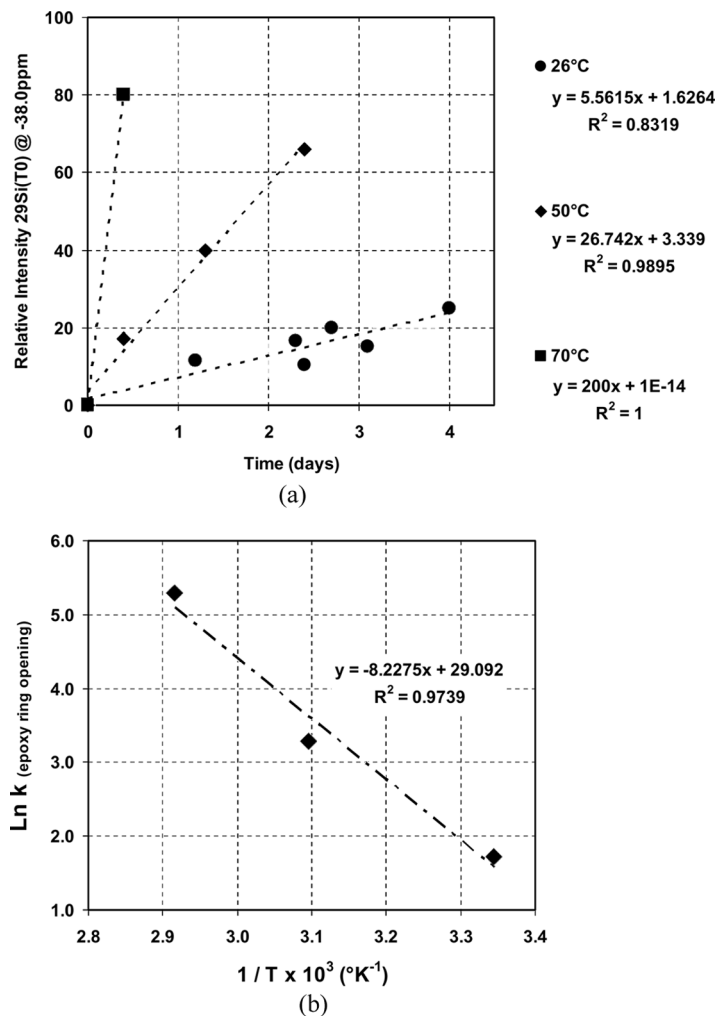 100
80
60
40
20
0
Relative Intensity 29Si(T0) @ -38.0ppm
0 1 2 3 4
Time (days)
26°C
y = 5.5615x + 1.6264
R² = 0.8319
50°C
y = 26.742x + 3.339
R² = 0.9895
70°C
y = 200x + 1E-14
R² = 1
(a)
6.0
5.0
4.0
3.0
2.0
1.0
Ln k (epoxy ring opening)
y = -8.2275x + 29.092
R² = 0.9739
2.8 2.9 3.0 3.1 3.2 3.3 3.4
1 / T x 10³ (°K⁻¹)
(b)